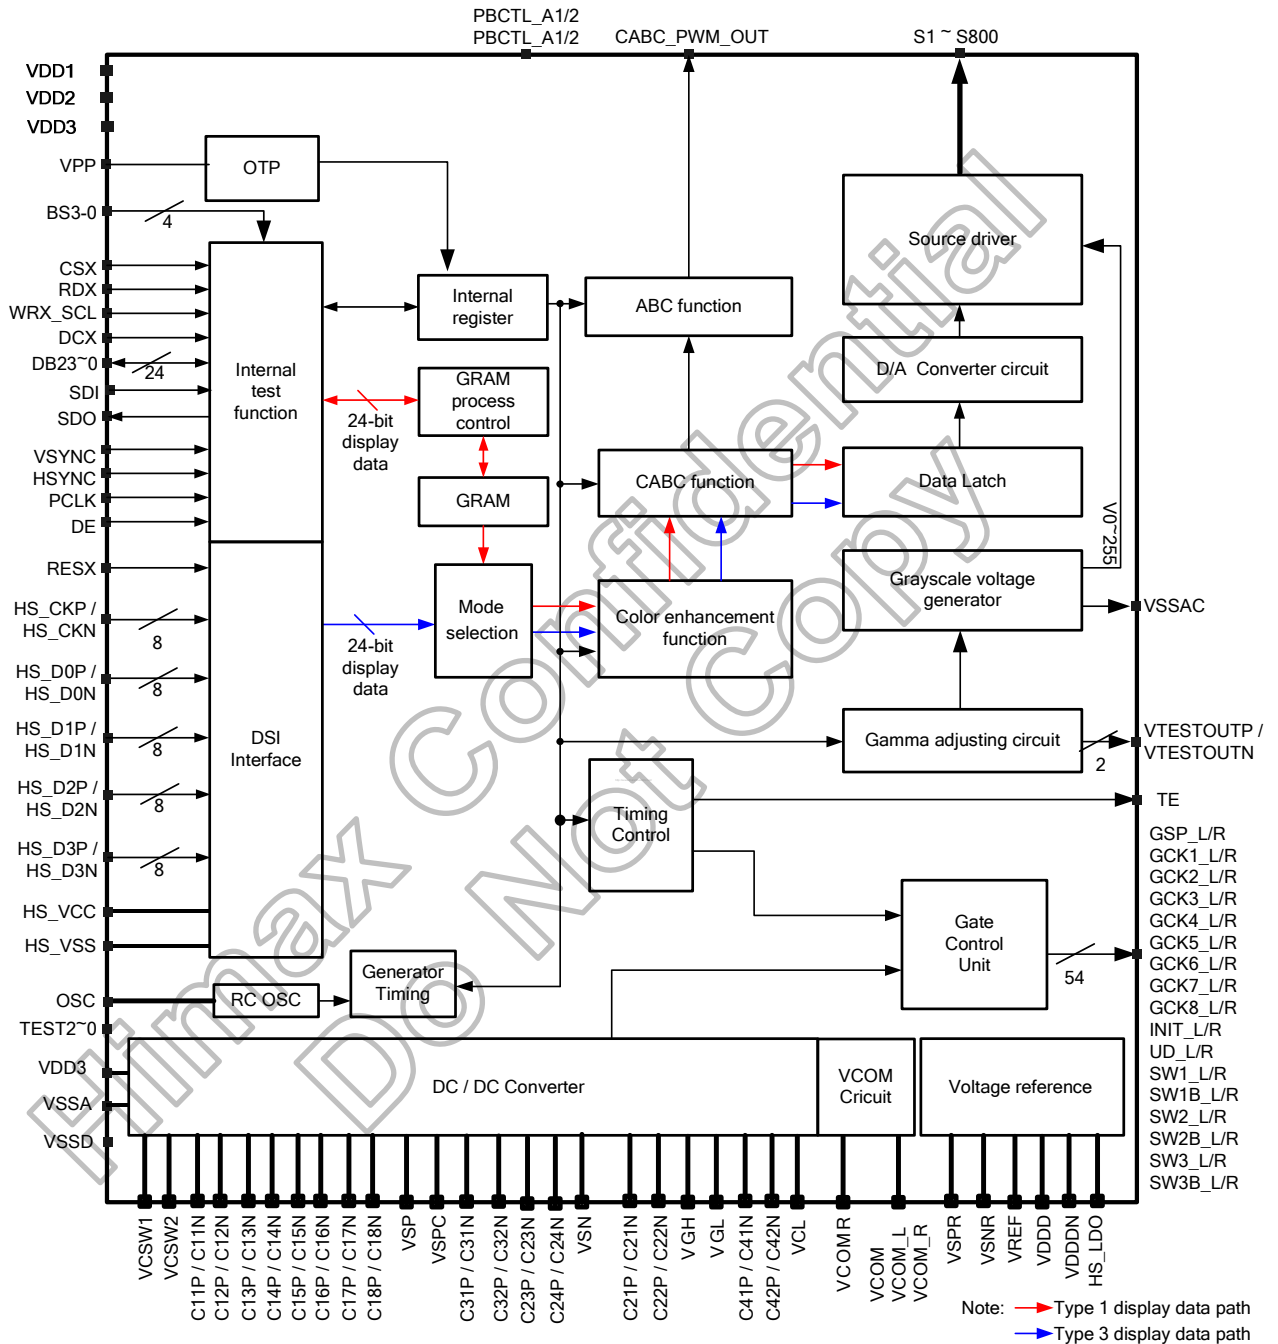 PBCTL_A1/2
PBCTL_A1/2
CABC_PWM_OUT
S1 ~ S800
VDD1
VDD2
VDD3
VPP
BS3-0
4
CSX
RDX
WRX_SCL
DCX
DB23~0
24
SDI
SDO
VSYNC
HSYNC
PCLK
DE
RESX
HS_CKP /
HS_CKN
8
HS_D0P /
HS_D0N
8
HS_D1P /
HS_D1N
8
HS_D2P /
HS_D2N
8
HS_D3P /
HS_D3N
8
HS_VCC
HS_VSS
OSC
TEST2~0
VDD3
VSSA
VSSD
OTP
Internal
test
function
DSI
Interface
RC OSC
Generator
Timing
Internal
register
GRAM
process
control
24-bit
display
data
GRAM
Mode
selection
24-bit
display
data
ABC function
CABC function
Color enhancement
function
Timing
Control
Source driver
D/A Converter circuit
Data Latch
V0~255
Grayscale voltage
generator
Gamma adjusting circuit
2
Gate
Control
Unit
54
VSSAC
VTESTOUTP /
VTESTOUTN
TE
GSP_L/R
GCK1_L/R
GCK2_L/R
GCK3_L/R
GCK4_L/R
GCK5_L/R
GCK6_L/R
GCK7_L/R
GCK8_L/R
INIT_L/R
UD_L/R
SW1_L/R
SW1B_L/R
SW2_L/R
SW2B_L/R
SW3_L/R
SW3B_L/R
DC / DC Converter
VCOM
Cricuit
Voltage reference
VCSW1
VCSW2
C11P / C11N
C12P / C12N
C13P / C13N
C14P / C14N
C15P / C15N
C16P / C16N
C17P / C17N
C18P / C18N
VSP
VSPC
C31P / C31N
C32P / C32N
C23P / C23N
C24P / C24N
VSN
C21P / C21N
C22P / C22N
VGH
VGL
C41P / C41N
C42P / C42N
VCL
VCOMR
VCOM
VCOM_L
VCOM_R
VSPR
VSNR
VREF
VDDD
VDDDN
HS_LDO
Note:
Type 1 display data path
Type 3 display data path
Himax Confidential
Do Not Copy